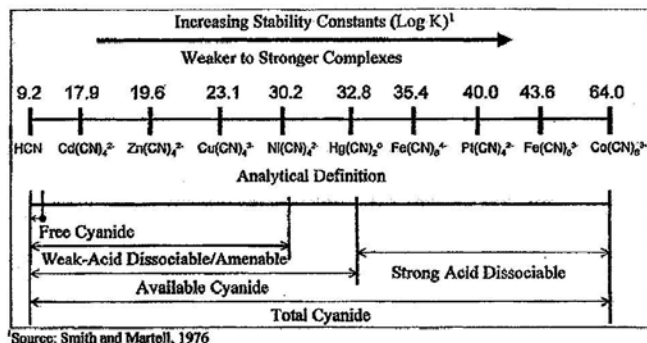 Increasing Stability Constants (Log K)¹
Weaker to Stronger Complexes
9.2 17.9 19.6 23.1 30.2 32.8 35.4 40.0 43.6 64.0
HCN Cd(CN)₄²⁻ Zn(CN)₄²⁻ Cu(CN)₄³⁻ Ni(CN)₄²⁻ Hg(CN)₂⁰ Fe(CN)₆⁴⁻ Pt(CN)₄²⁻ Fe(CN)₆³⁻ Co(CN)₆³⁻
Analytical Definition
Free Cyanide
Weak-Acid Dissociable/Amenable
Strong Acid Dissociable
Available Cyanide
Total Cyanide
¹Source: Smith and Martell, 1976